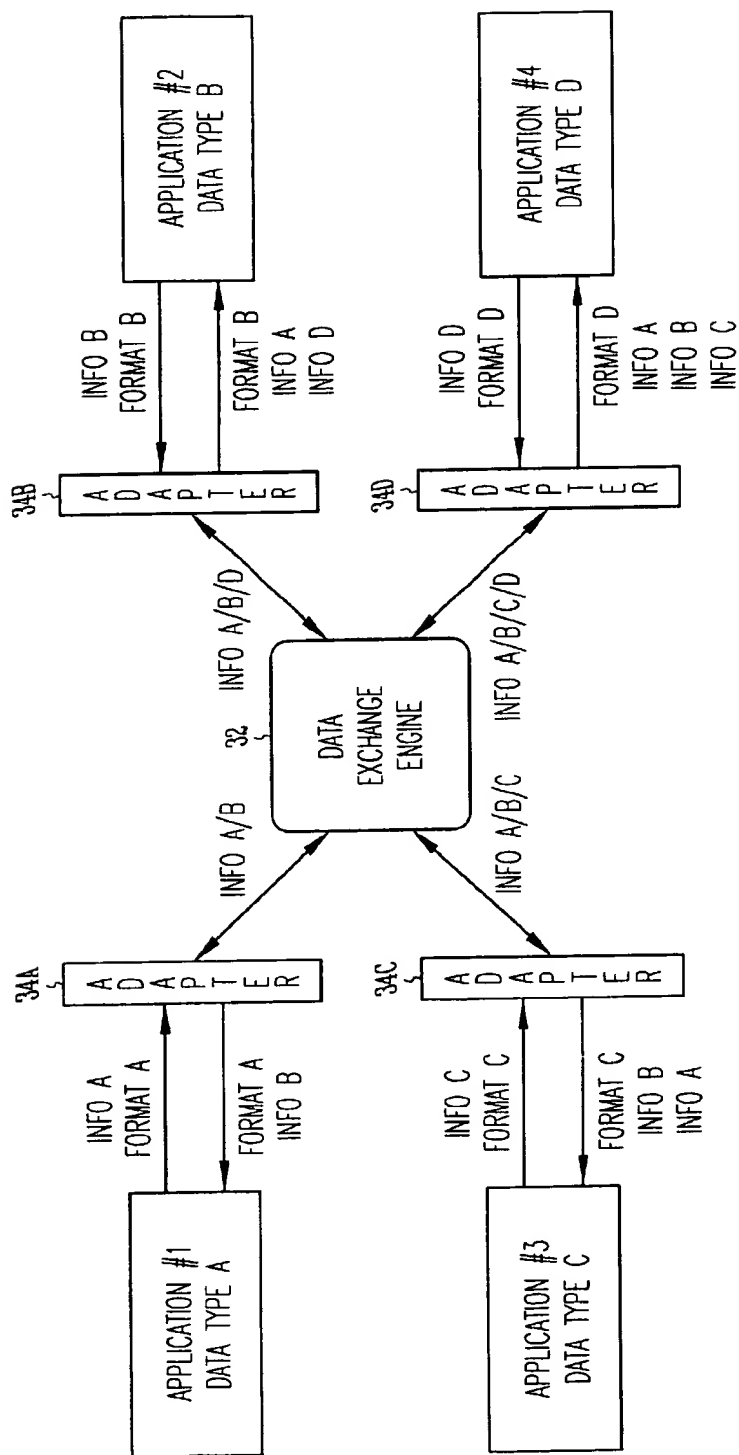 APPLICATION #1
DATA TYPE A
INFO A
FORMAT A
FORMAT A
INFO B
34A
ADAPTER
INFO A/B
32
DATA
EXCHANGE
ENGINE
INFO A/B/D
34B
ADAPTER
INFO B
FORMAT B
FORMAT B
INFO A
INFO D
APPLICATION #2
DATA TYPE B
APPLICATION #3
DATA TYPE C
INFO C
FORMAT C
FORMAT C
INFO B
INFO A
34C
ADAPTER
INFO A/B/C
INFO A/B/C/D
34D
ADAPTER
INFO D
FORMAT D
FORMAT D
INFO A
INFO B
INFO C
APPLICATION #4
DATA TYPE D